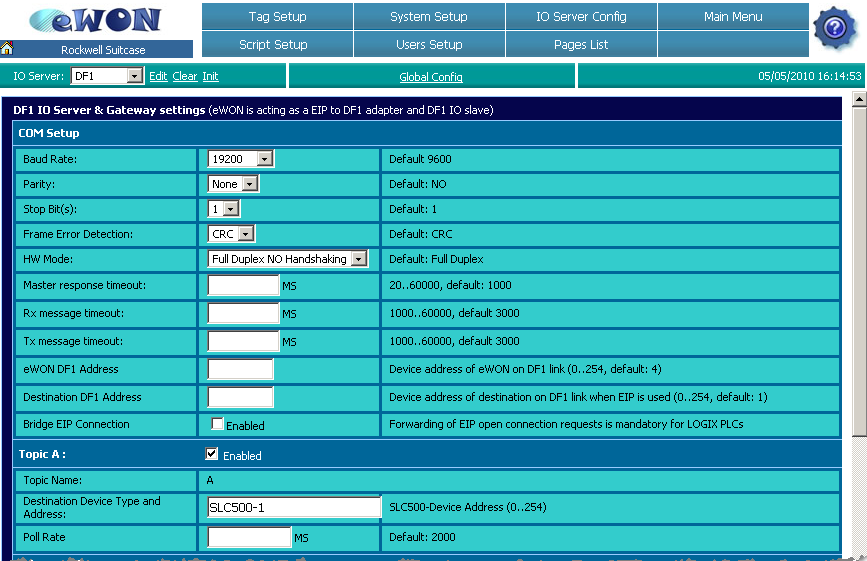 eWON
Tag Setup System Setup IO Server Config Main Menu
Rockwell Suitcase
Script Setup Users Setup Pages List
IO Server: DF1 Edit Clear Init Global Config 05/05/2010 16:14:53
DF1 IO Server & Gateway settings (eWON is acting as a EIP to DF1 adapter and DF1 IO slave)
COM Setup
Baud Rate: 19200 Default 9600
Parity: None Default: NO
Stop Bit(s): 1 Default: 1
Frame Error Detection: CRC Default: CRC
HW Mode: Full Duplex NO Handshaking Default: Full Duplex
Master response timeout: MS 20..60000, default: 1000
Rx message timeout: MS 1000..60000, default 3000
Tx message timeout: MS 1000..60000, default 3000
eWON DF1 Address Device address of eWON on DF1 link (0..254, default: 4)
Destination DF1 Address Device address of destination on DF1 link when EIP is used (0..254, default: 1)
Bridge EIP Connection Enabled Forwarding of EIP open connection requests is mandatory for LOGIX PLCs
Topic A : Enabled
Topic Name: A
Destination Device Type and
Address: SLC500-1 SLC500-Device Address (0..254)
Poll Rate MS Default: 2000